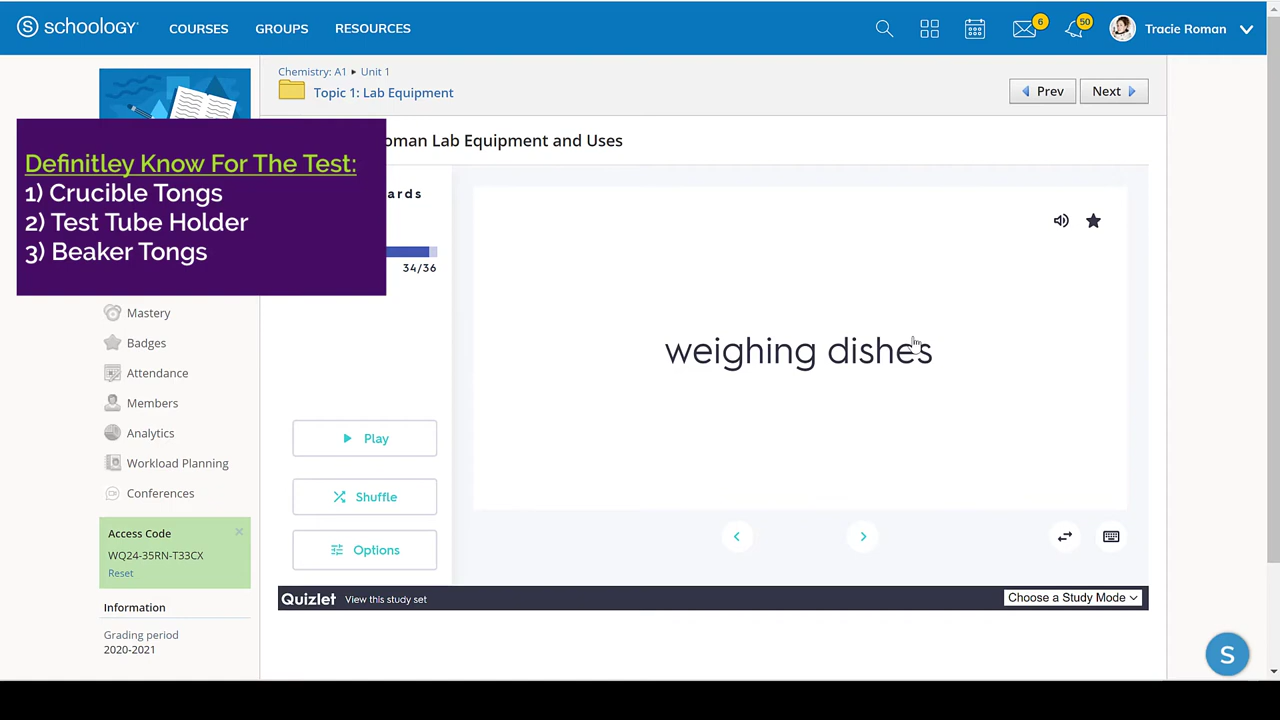 schoology
COURSES
GROUPS
RESOURCES
6
50
Tracie Roman
Chemistry: A1 ▸ Unit 1
Topic 1: Lab Equipment
Prev
Next
oman Lab Equipment and Uses
Definitley Know For The Test:
1) Crucible Tongs
2) Test Tube Holder
3) Beaker Tongs
ards
34/36
weighing dishes
Mastery
Badges
Attendance
Members
Analytics
Workload Planning
Conferences
Play
Shuffle
Options
Access Code
WQ24-35RN-T33CX
Reset
Quizlet View this study set
Choose a Study Mode
Information
Grading period
2020-2021
S